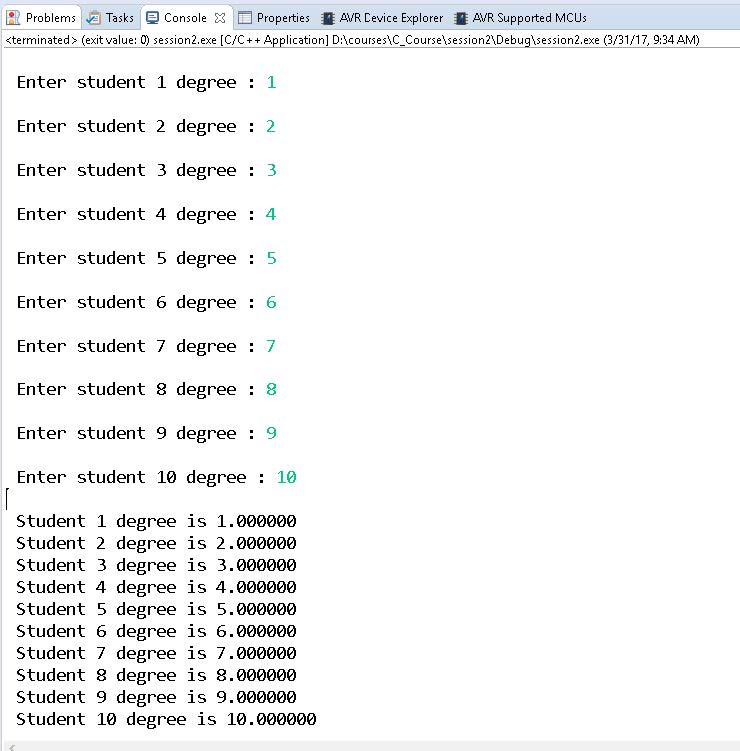 Problems Tasks Console Properties AVR Device Explorer AVR Supported MCUs
<terminated> (exit value: 0) session2.exe [C/C++ Application] D:\courses\C_Course\session2\Debug\session2.exe (3/31/17, 9:34 AM)
Enter student 1 degree : 1
Enter student 2 degree : 2
Enter student 3 degree : 3
Enter student 4 degree : 4
Enter student 5 degree : 5
Enter student 6 degree : 6
Enter student 7 degree : 7
Enter student 8 degree : 8
Enter student 9 degree : 9
Enter student 10 degree : 10
Student 1 degree is 1.000000
Student 2 degree is 2.000000
Student 3 degree is 3.000000
Student 4 degree is 4.000000
Student 5 degree is 5.000000
Student 6 degree is 6.000000
Student 7 degree is 7.000000
Student 8 degree is 8.000000
Student 9 degree is 9.000000
Student 10 degree is 10.000000